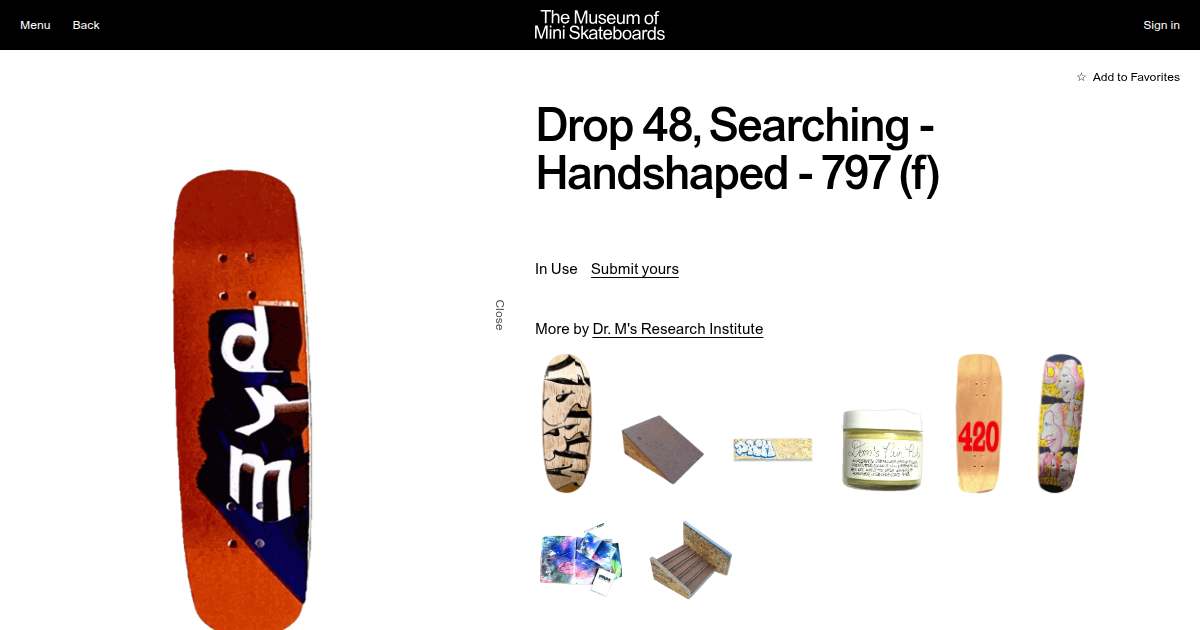 Menu
Back
The Museum of
Mini Skateboards
Sign in
☆ Add to Favorites
Drop 48, Searching -
Handshaped - 797 (f)
In Use
Submit yours
Close
More by Dr. M's Research Institute
drm
420